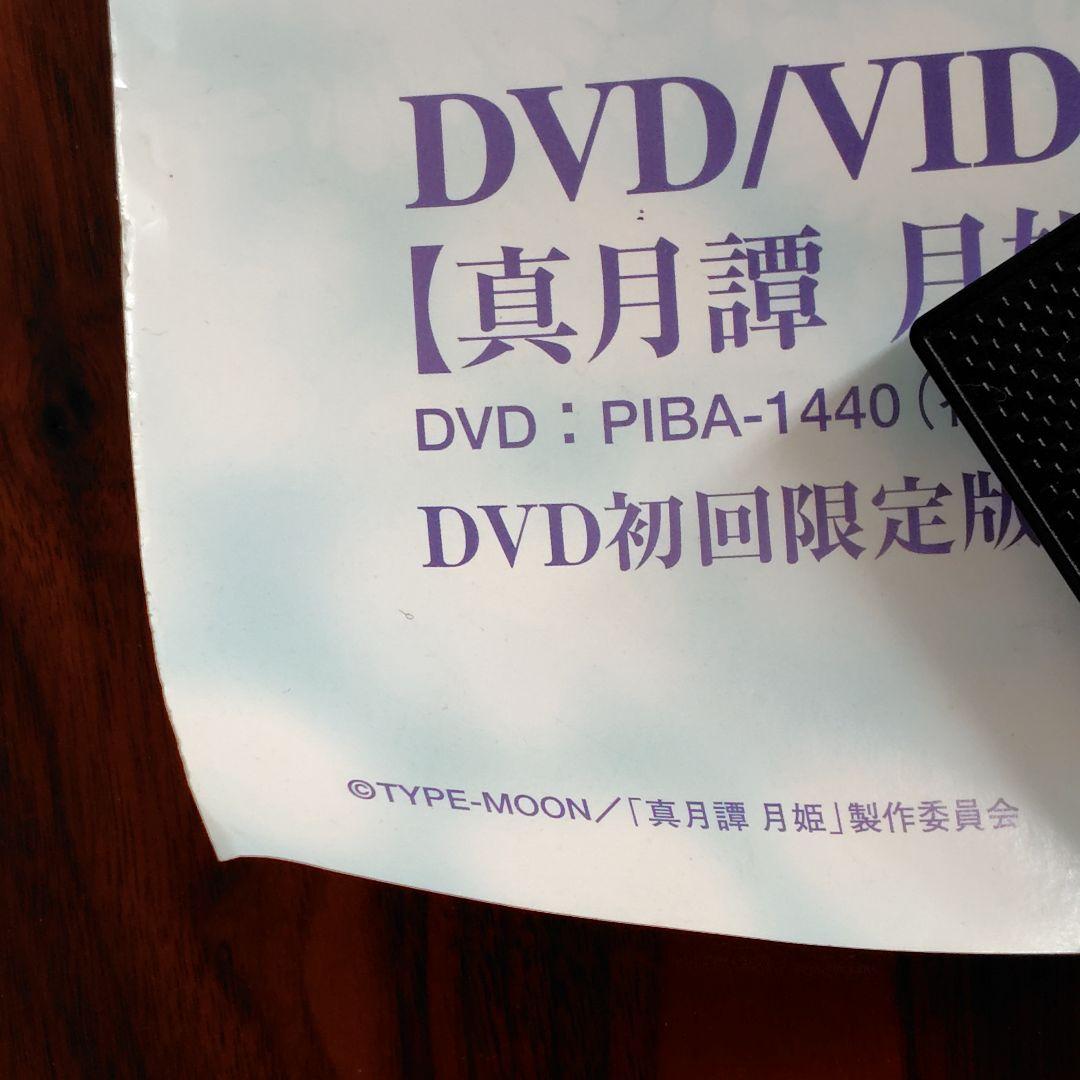 DVD/VID
【真月譚 月
DVD：PIBA-1440（
DVD初回限定版
©TYPE-MOON／「真月譚 月姫」製作委員会